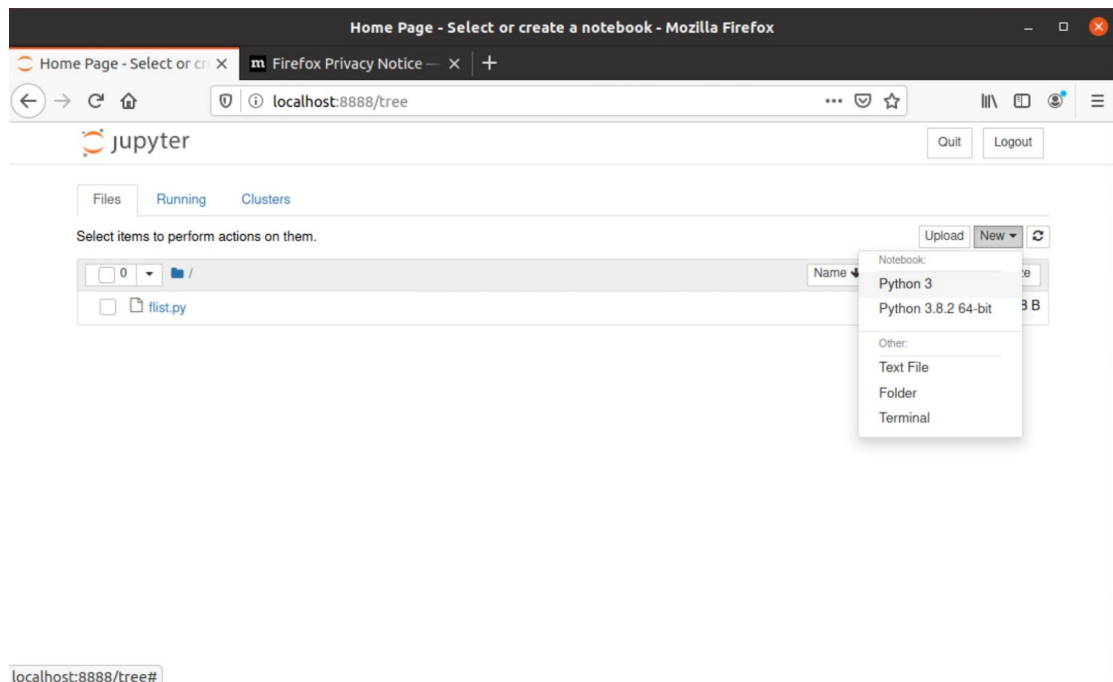 Home Page - Select or create a notebook - Mozilla Firefox
Home Page - Select or cr
m Firefox Privacy Notice —
localhost:8888/tree
jupyter
Quit Logout
Files Running Clusters
Select items to perform actions on them.
Upload New
0 / Name
Notebook:
Python 3
flist.py
Python 3.8.2 64-bit
B
Other:
Text File
Folder
Terminal
localhost:8888/tree#